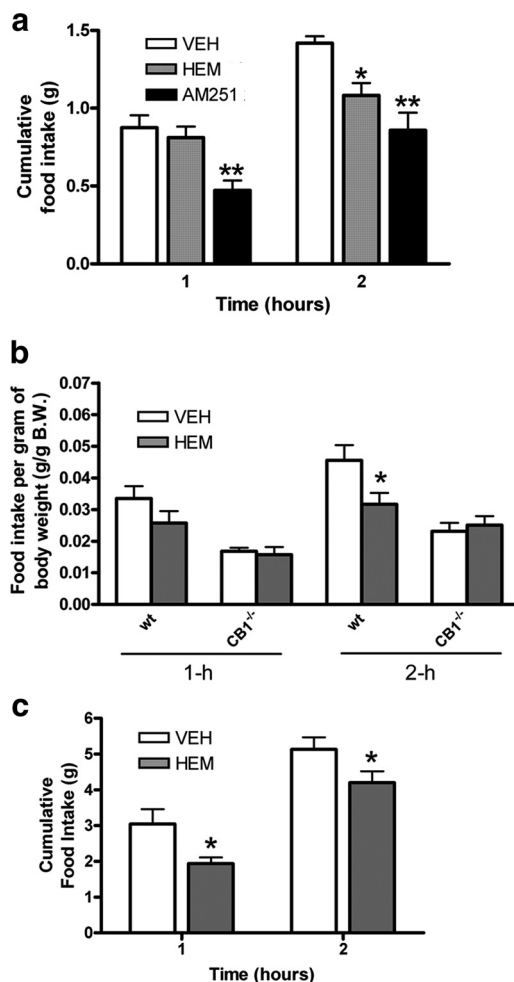 a
Cumulative
food intake (g)
1.5
1.0
0.5
0.0
VEH
HEM
AM251
**
*
**
1
2
Time (hours)
b
Food intake per gram of
body weight (g/g B.W.)
0.07
0.06
0.05
0.04
0.03
0.02
0.01
0.00
VEH
HEM
*
wt
CB1-/-
wt
CB1-/-
1-h
2-h
c
Cumulative
Food Intake (g)
6
5
4
3
2
1
0
VEH
HEM
*
*
1
2
Time (hours)